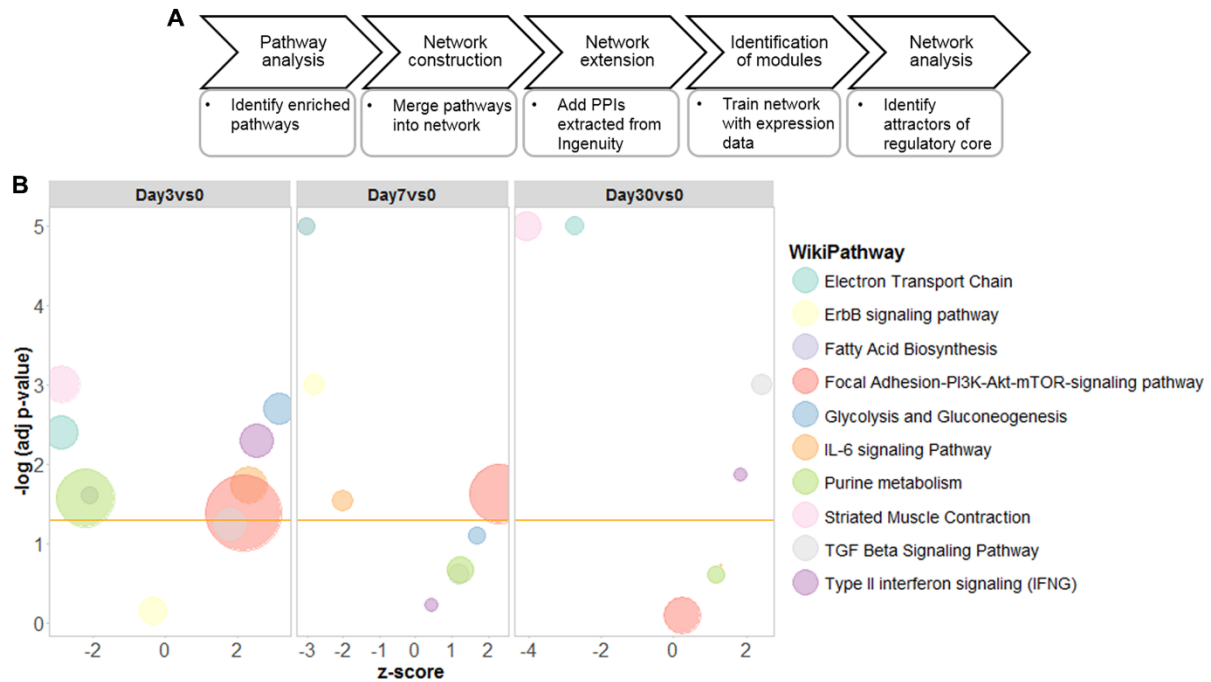 A
Pathway
analysis
Network
construction
Network
extension
Identification
of modules
Network
analysis
• Identify enriched
pathways
• Merge pathways
into network
• Add PPIs
extracted from
Ingenuity
• Train network
with expression
data
• Identify
attractors of
regulatory core
B
Day3vs0
Day7vs0
Day30vs0
-log (adj p-value)
5
4
3
2
1
0
-2 0 2
-3 -2 -1 0 1 2
-4 -2 0 2
z-score
WikiPathway
Electron Transport Chain
ErbB signaling pathway
Fatty Acid Biosynthesis
Focal Adhesion-PI3K-Akt-mTOR-signaling pathway
Glycolysis and Gluconeogenesis
IL-6 signaling Pathway
Purine metabolism
Striated Muscle Contraction
TGF Beta Signaling Pathway
Type II interferon signaling (IFNG)